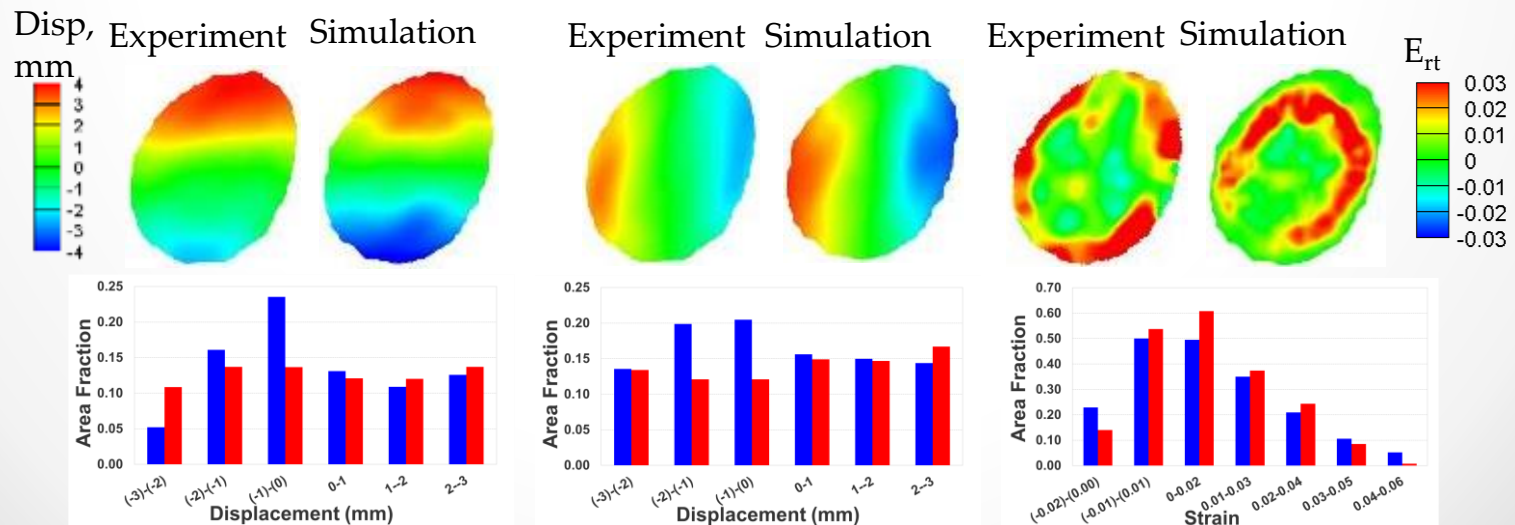 Disp,
mm
Experiment Simulation
Experiment Simulation
Experiment Simulation
4
3
2
1
0
-1
-2
-3
-4
E_rt
0.03
0.02
0.01
0
-0.01
-0.02
-0.03
Area Fraction
0.25
0.20
0.15
0.10
0.05
0.00
(-3)-(-2) (-2)-(-1) (-1)-(0) 0-1 1--2 2--3
Displacement (mm)
Area Fraction
0.25
0.20
0.15
0.10
0.05
0.00
(-3)-(-2) (-2)-(-1) (-1)-(0) 0-1 1--2 2--3
Displacement (mm)
Area Fraction
0.70
0.60
0.50
0.40
0.30
0.20
0.10
0.00
(-0.02)-(0.00) (-0.01)-(0.01) 0-0.02 0.01-0.03 0.02-0.04 0.03-0.05 0.04-0.06
Strain